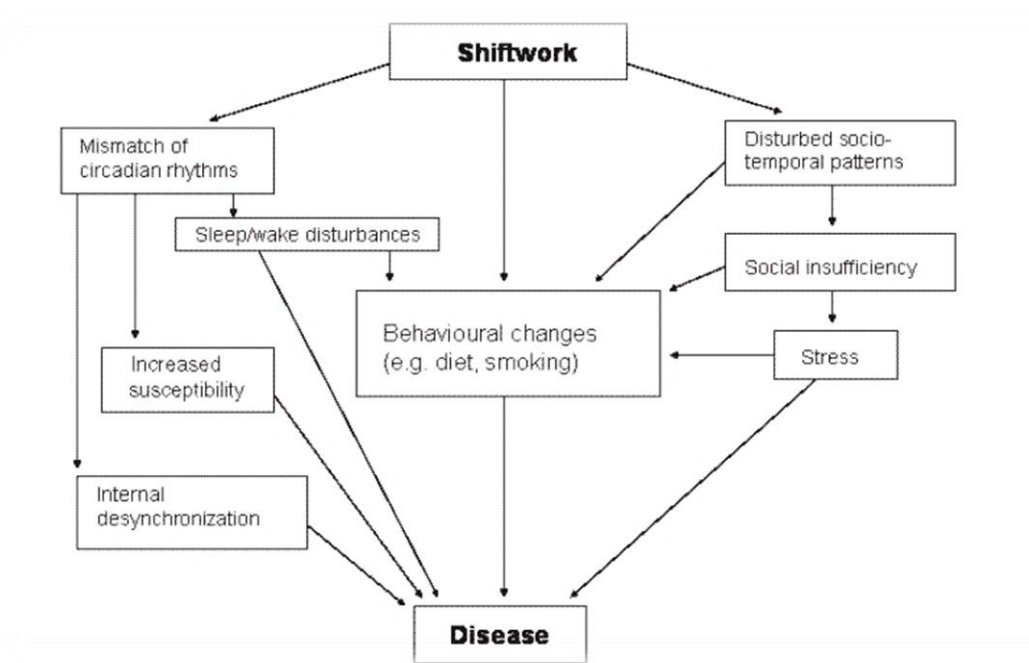 Shiftwork
Mismatch of
circadian rhythms
Disturbed socio-
temporal patterns
Sleep/wake disturbances
Social insufficiency
Behavioural changes
(e.g. diet, smoking)
Stress
Increased
susceptibility
Internal
desynchronization
Disease